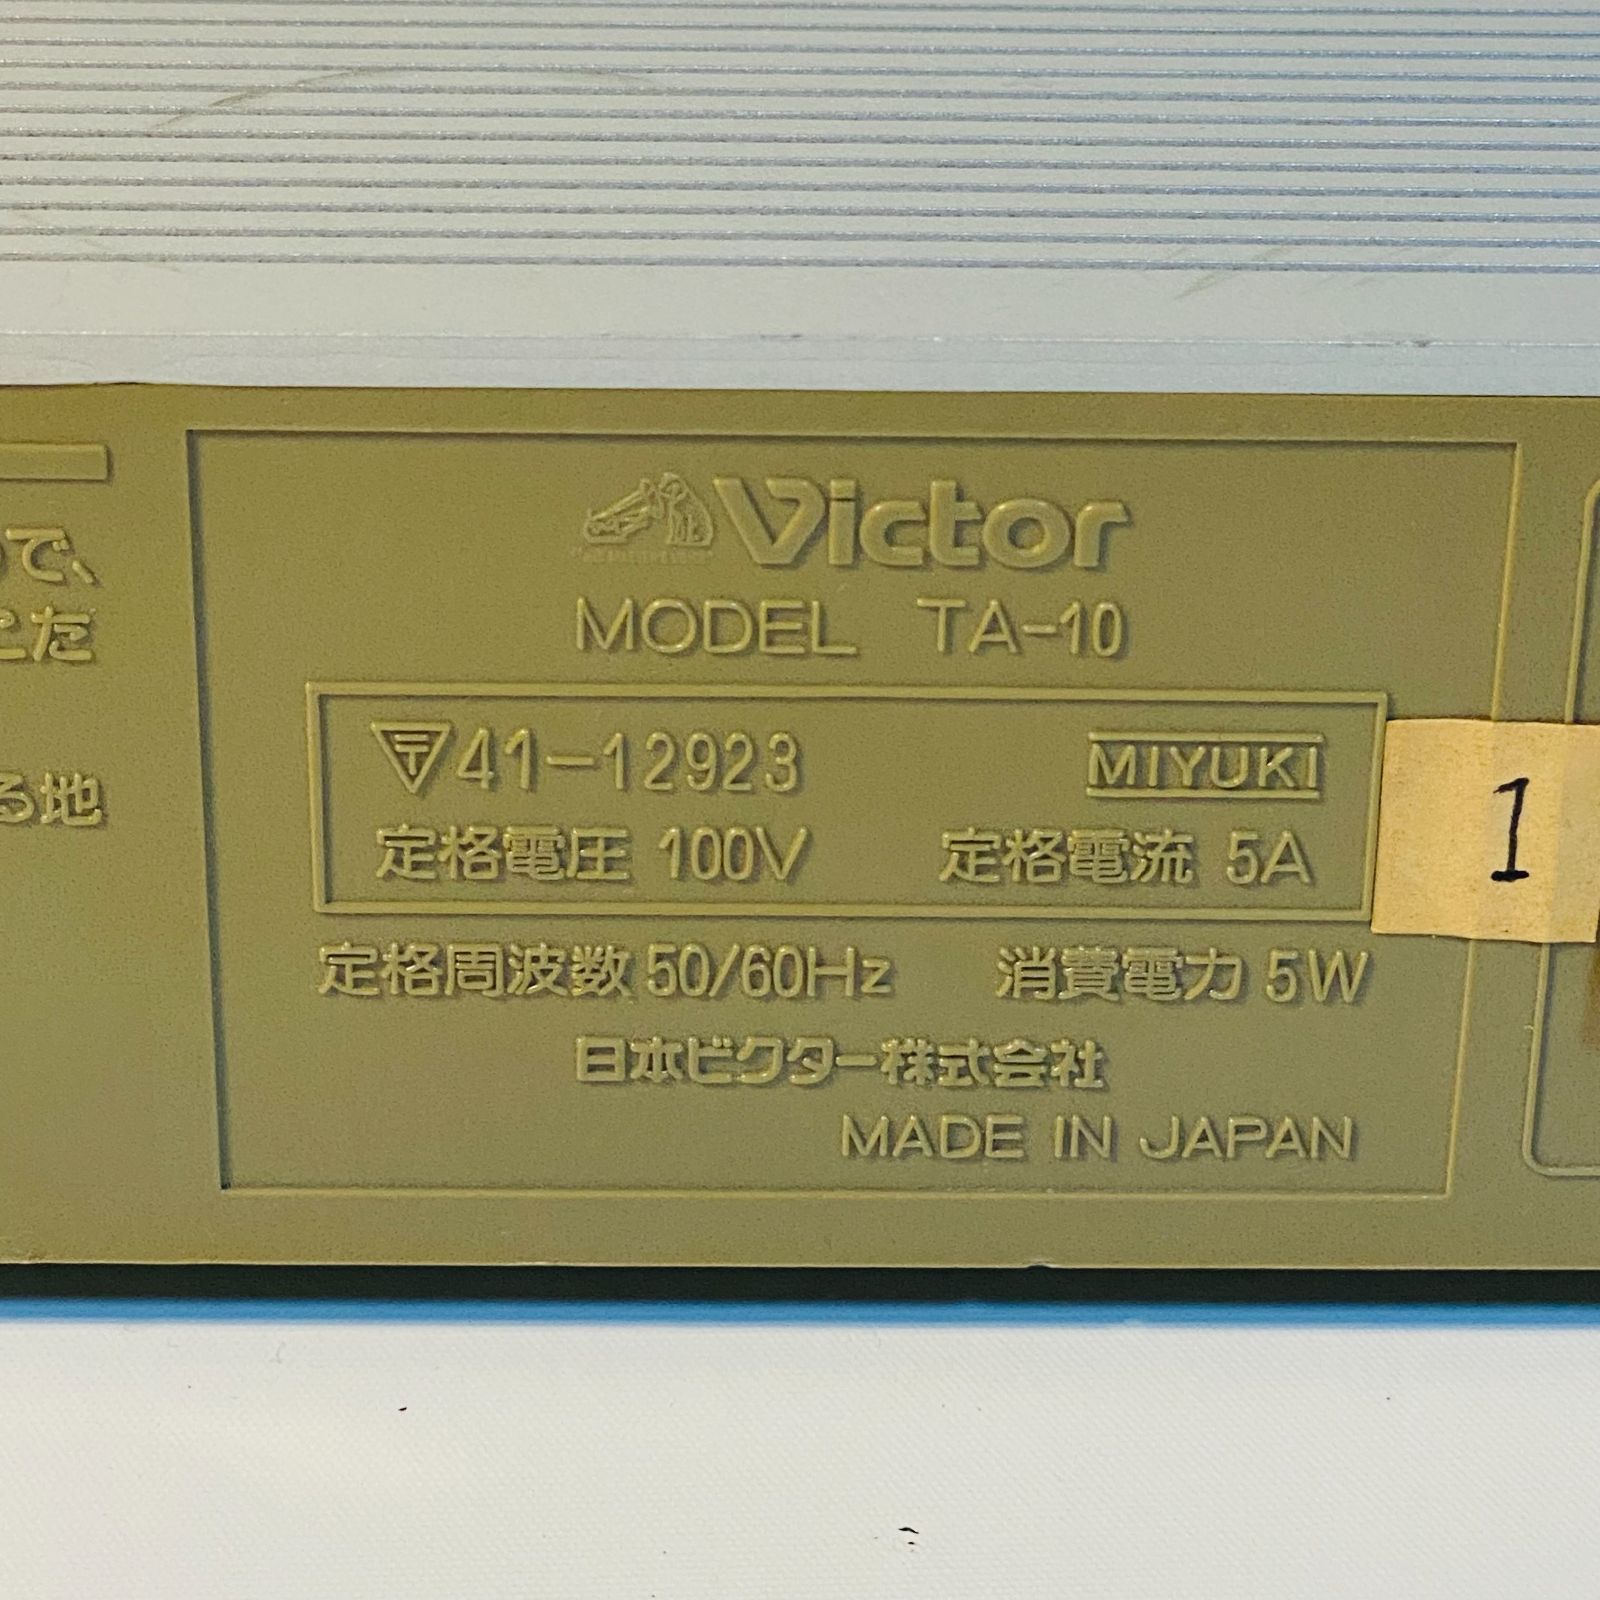 で、
た
る地
Victor
MODEL TA-10
〒41-12923 MIYUKI
定格電圧 100V 定格電流 5A
定格周波数 50/60Hz 消費電力 5W
日本ビクター株式会社
MADE IN JAPAN
1